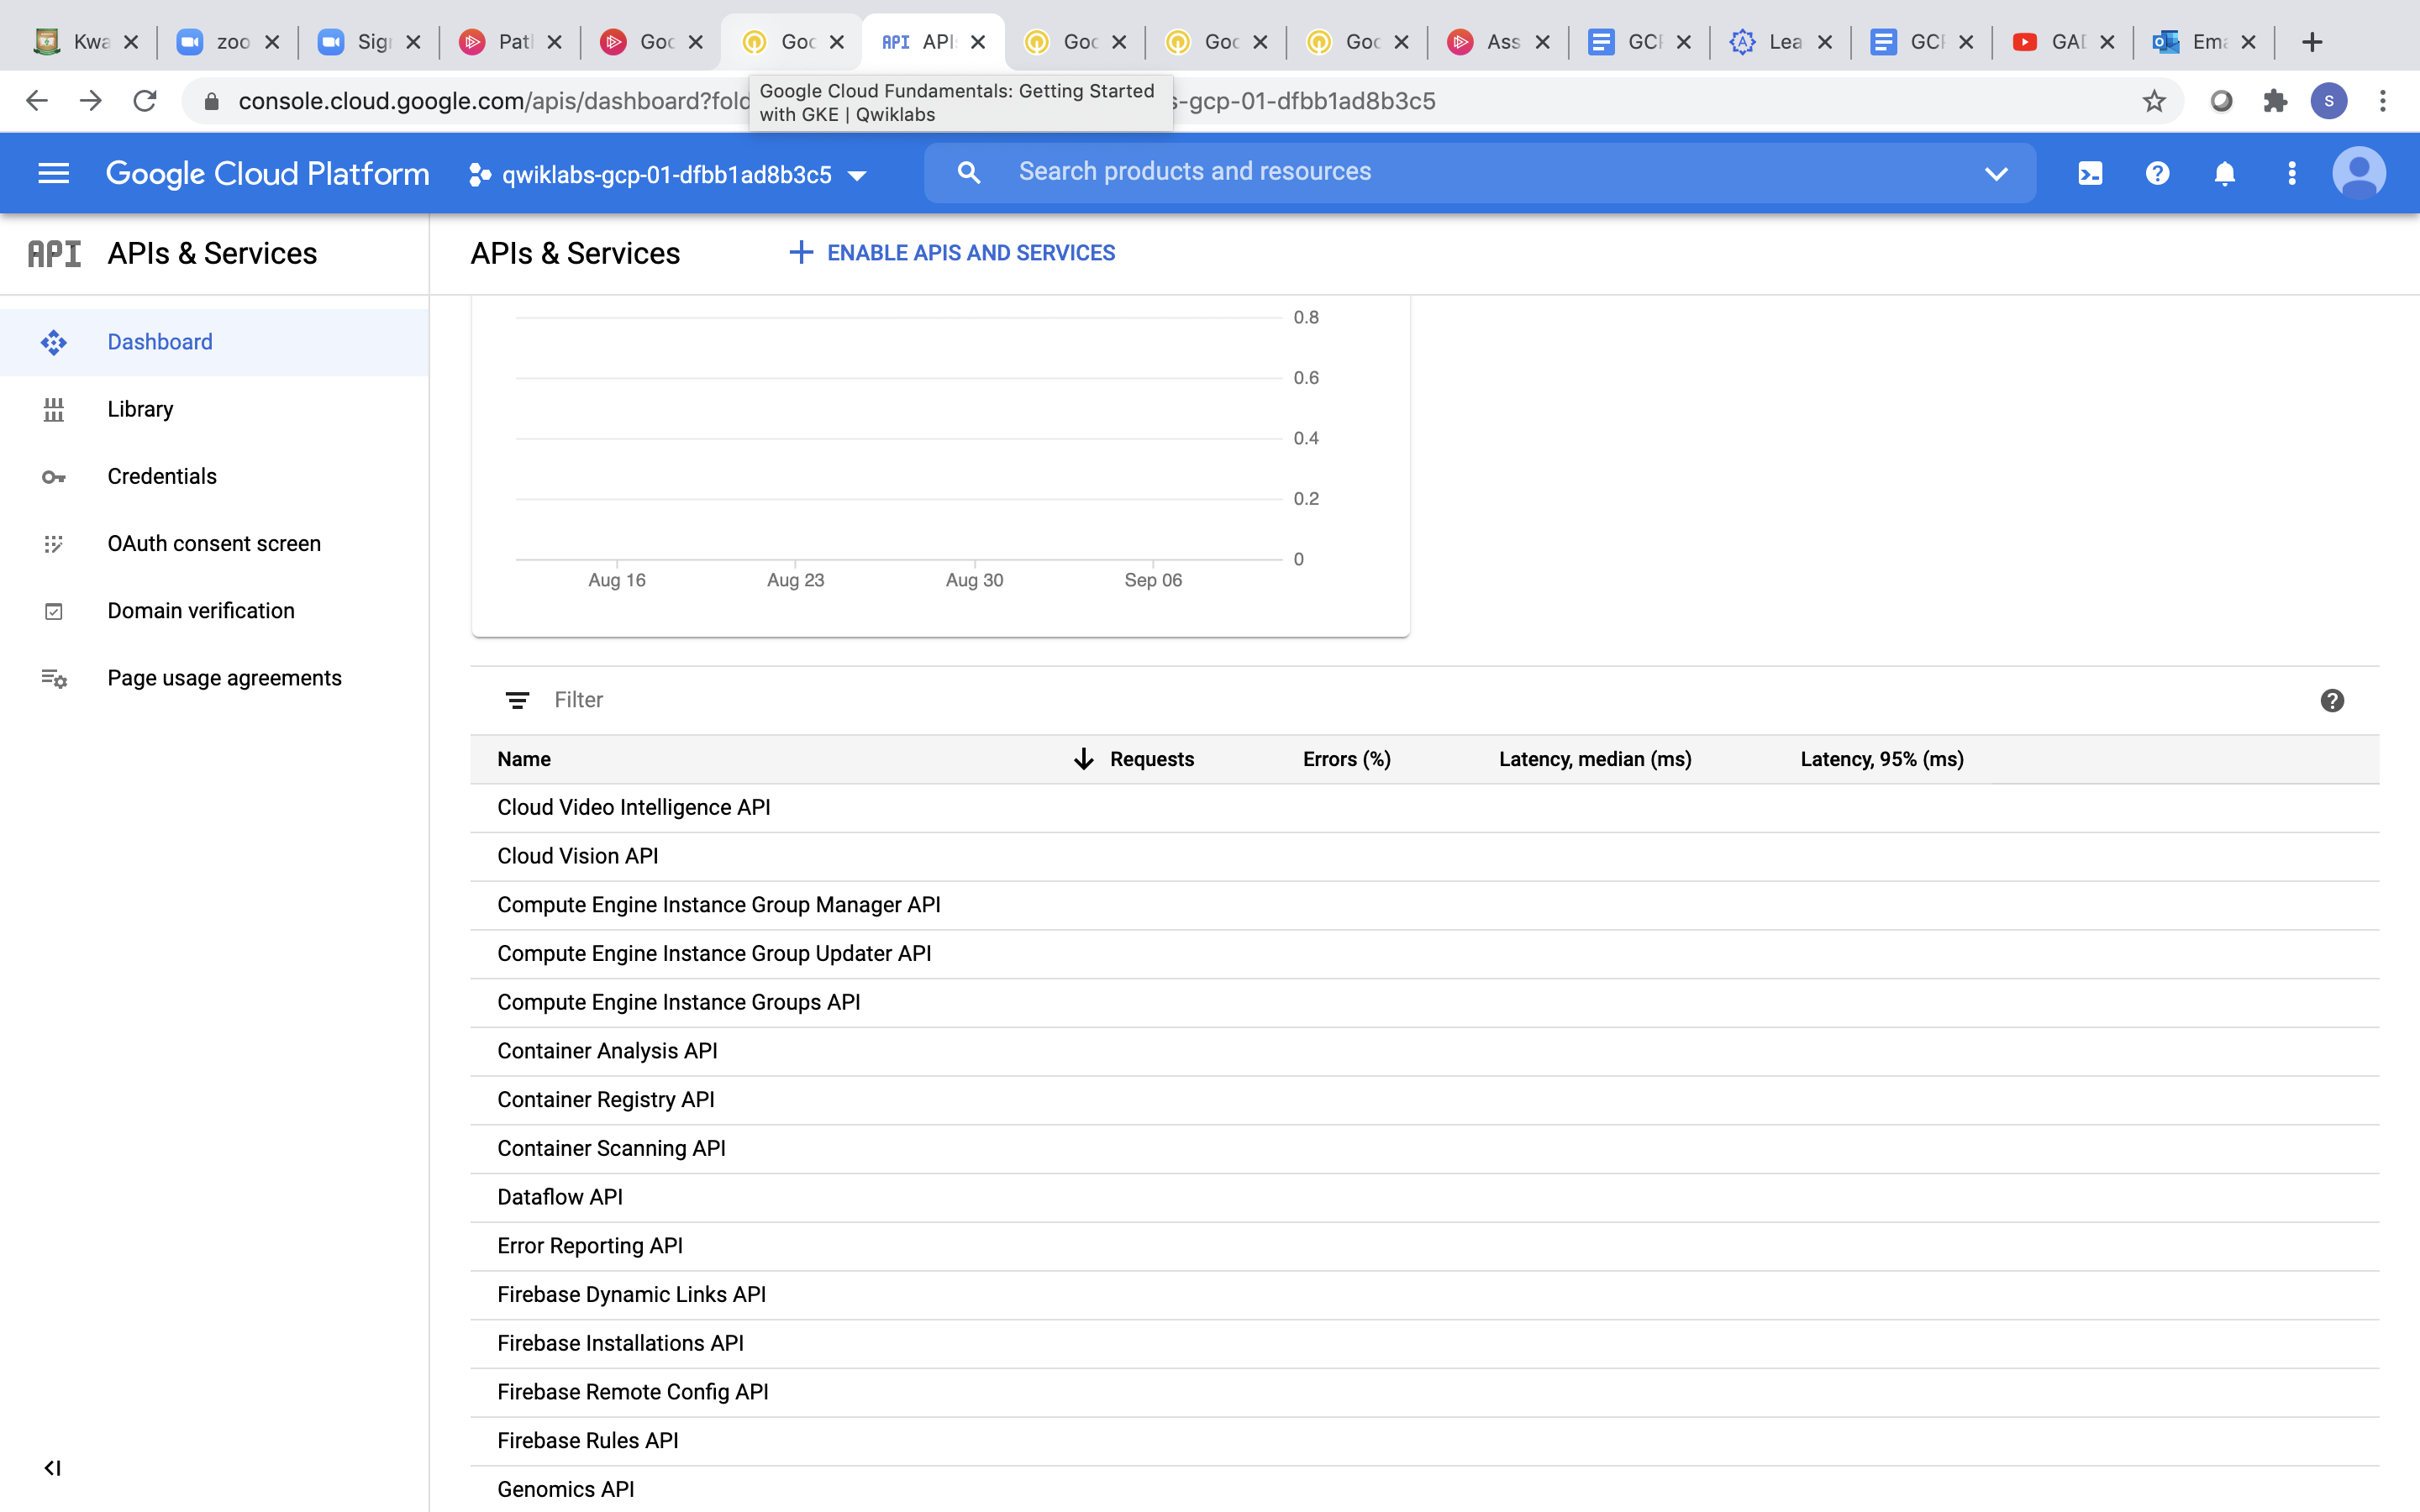 Kwa
zoo
Sig
Pat
Goo
Goo
API
APIs
Goo
Goo
Goo
Ass
GC
Lea
GC
GA
Ema
console.cloud.google.com/apis/dashboard?fold
s-gcp-01-dfbb1ad8b3c5
S
Google Cloud Fundamentals: Getting Started
with GKE | Qwiklabs
Google Cloud Platform
qwiklabs-gcp-01-dfbb1ad8b3c5
Search products and resources
API APIs & Services
APIs & Services
ENABLE APIS AND SERVICES
Dashboard
Library
Credentials
OAuth consent screen
Domain verification
Page usage agreements
0.8
0.6
0.4
0.2
0
Aug 16 Aug 23 Aug 30 Sep 06
Filter
Name Requests Errors (%) Latency, median (ms) Latency, 95% (ms)
Cloud Video Intelligence API
Cloud Vision API
Compute Engine Instance Group Manager API
Compute Engine Instance Group Updater API
Compute Engine Instance Groups API
Container Analysis API
Container Registry API
Container Scanning API
Dataflow API
Error Reporting API
Firebase Dynamic Links API
Firebase Installations API
Firebase Remote Config API
Firebase Rules API
Genomics API